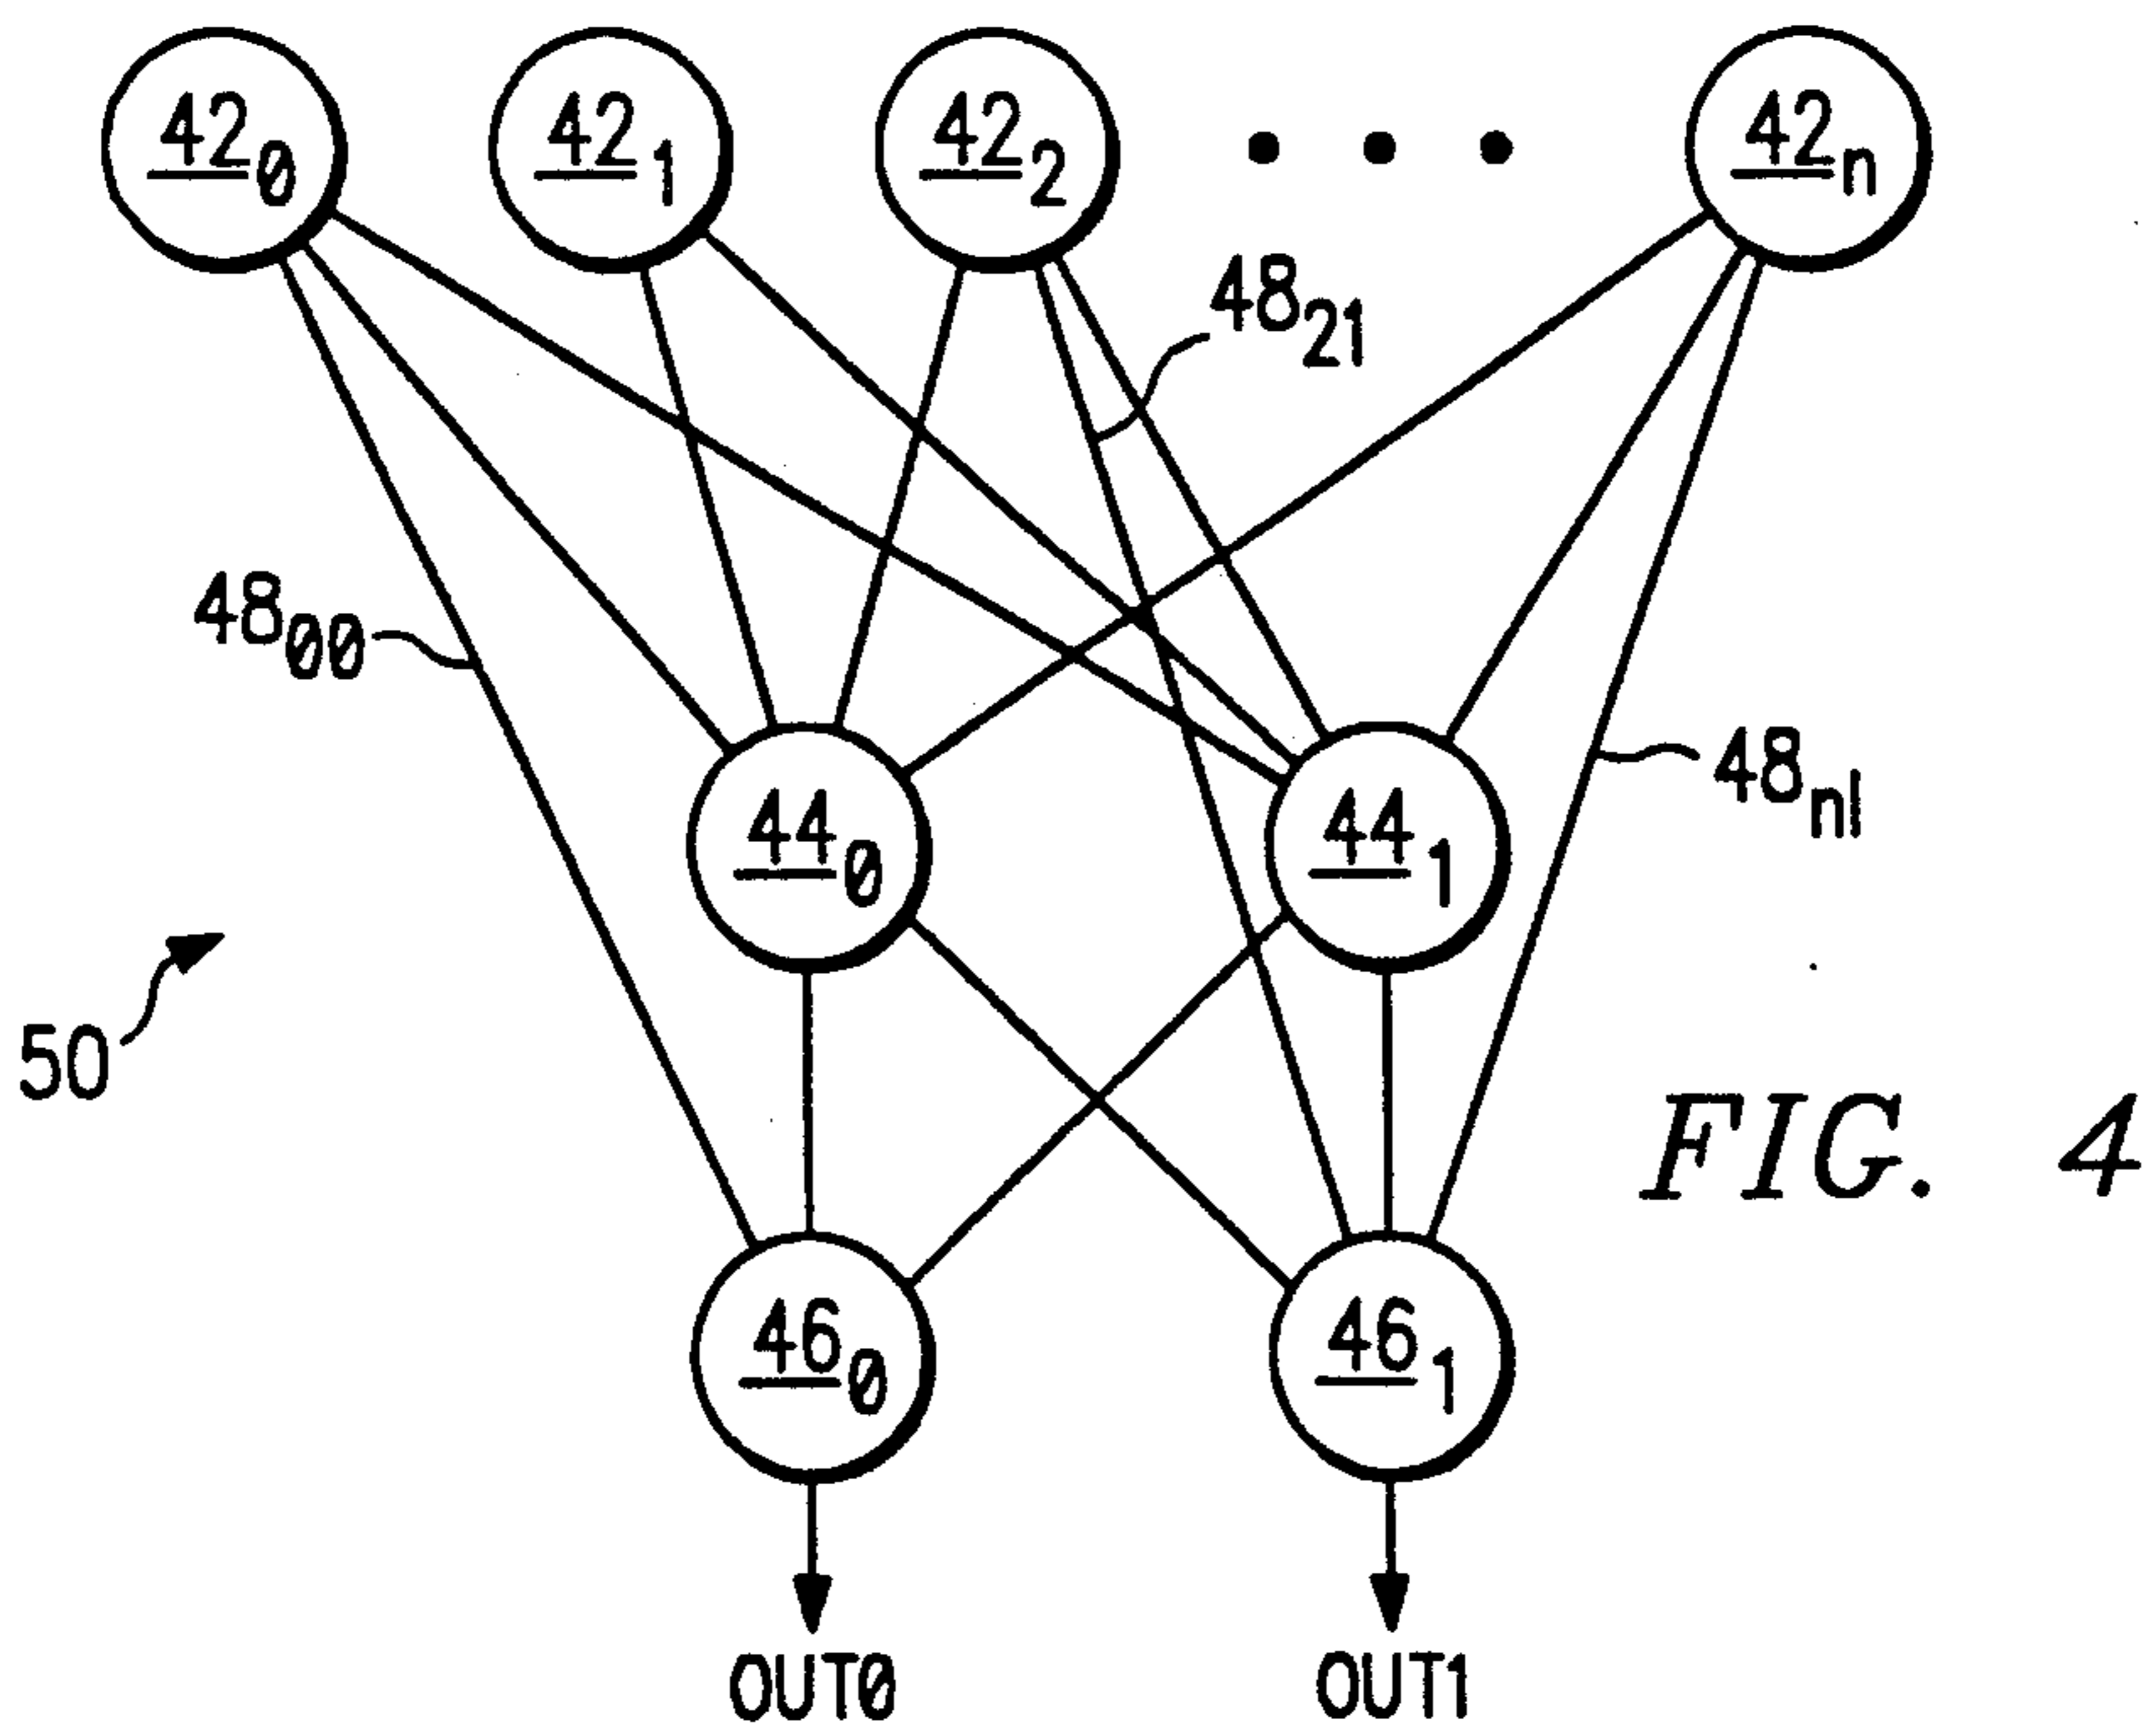 42₀ 42₁ 42₂ • • • 42ₙ
48₂₁
48₀₀
48ₙₗ
44₀ 44₁
50
FIG. 4
46₀ 46₁
OUT0 OUT1